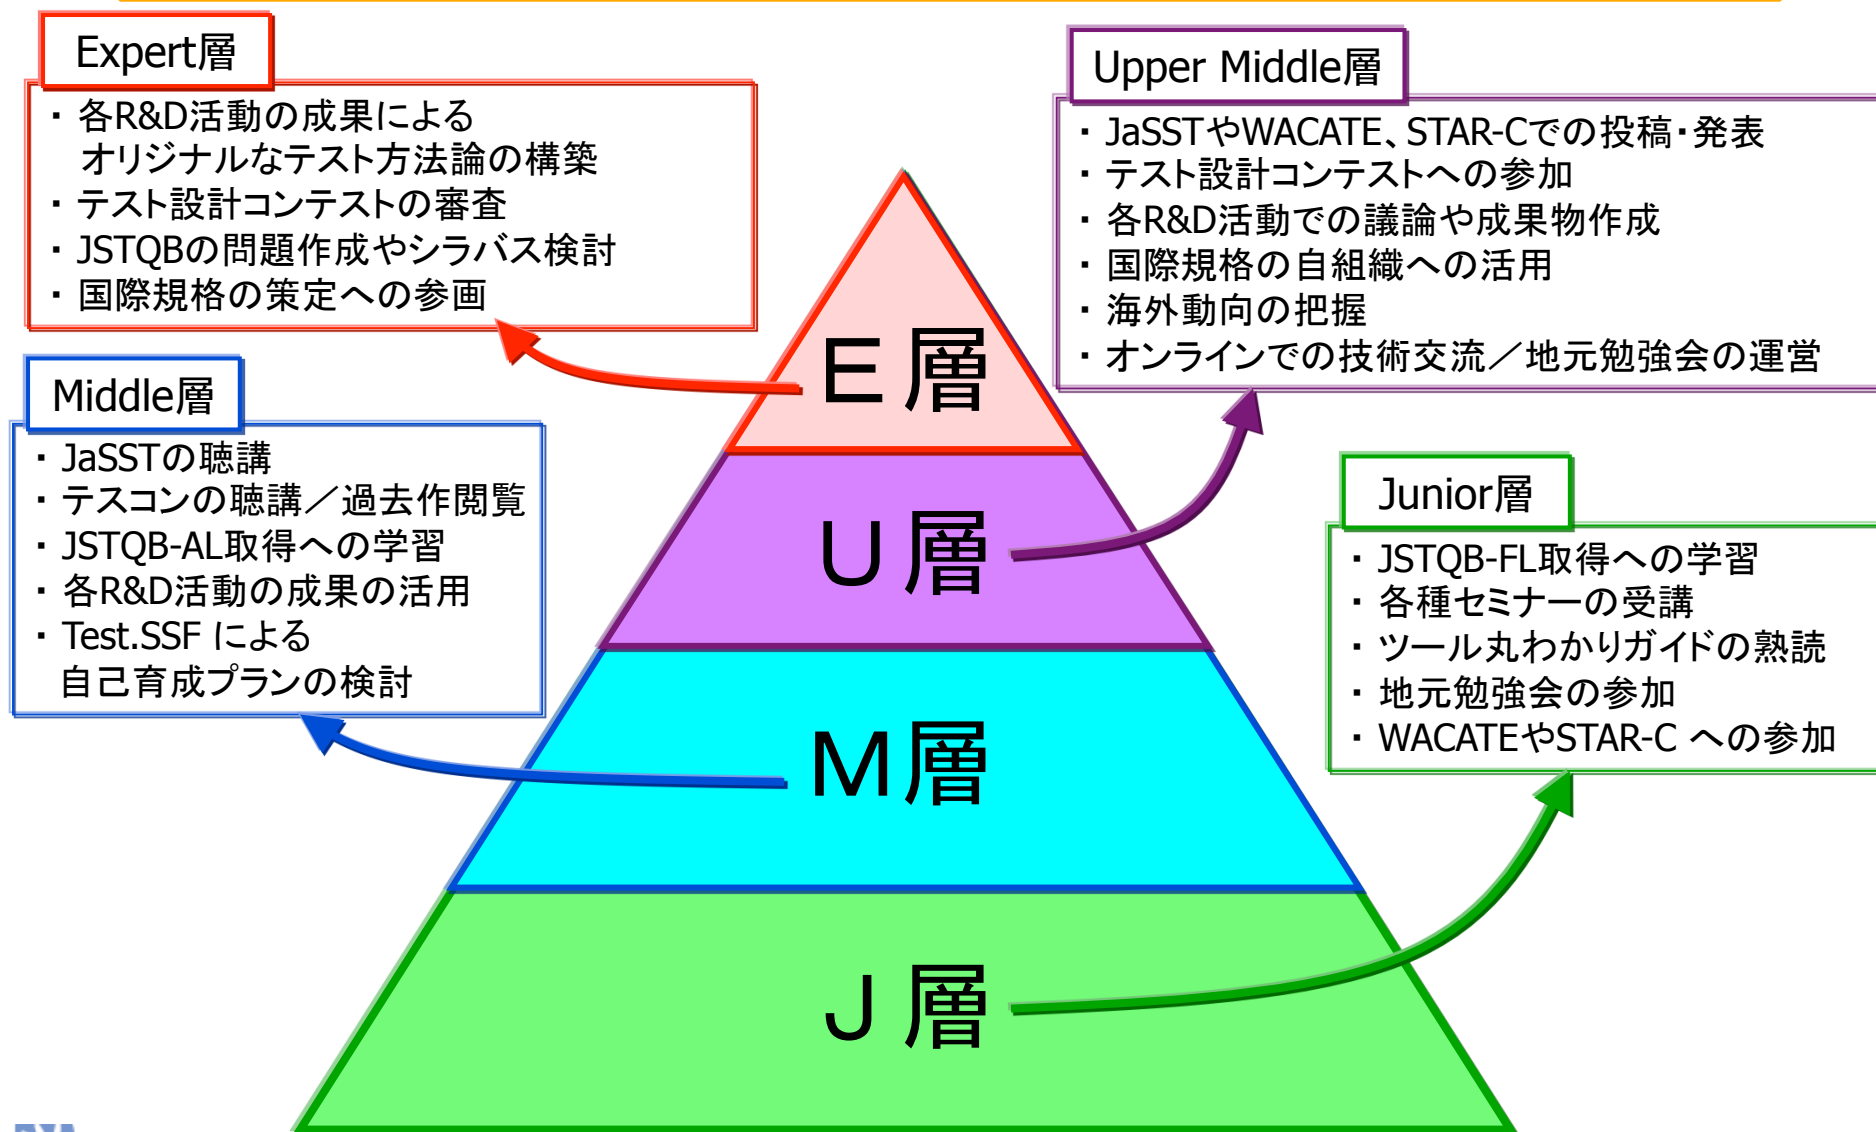 Expert層
・ 各R&D活動の成果による
オリジナルなテスト方法論の構築
・ テスト設計コンテストの審査
・ JSTQBの問題作成やシラバス検討
・ 国際規格の策定への参画
Upper Middle層
・ JaSSTやWACATE、STAR-Cでの投稿・発表
・ テスト設計コンテストへの参加
・ 各R&D活動での議論や成果物作成
・ 国際規格の自組織への活用
・ 海外動向の把握
・ オンラインでの技術交流／地元勉強会の運営
Middle層
・ JaSSTの聴講
・ テスコンの聴講／過去作閲覧
・ JSTQB-AL取得への学習
・ 各R&D活動の成果の活用
・ Test.SSF による
自己育成プランの検討
Junior層
・ JSTQB-FL取得への学習
・ 各種セミナーの受講
・ ツール丸わかりガイドの熟読
・ 地元勉強会の参加
・ WACATEやSTAR-C への参加
Ｅ層
Ｕ層
Ｍ層
Ｊ層